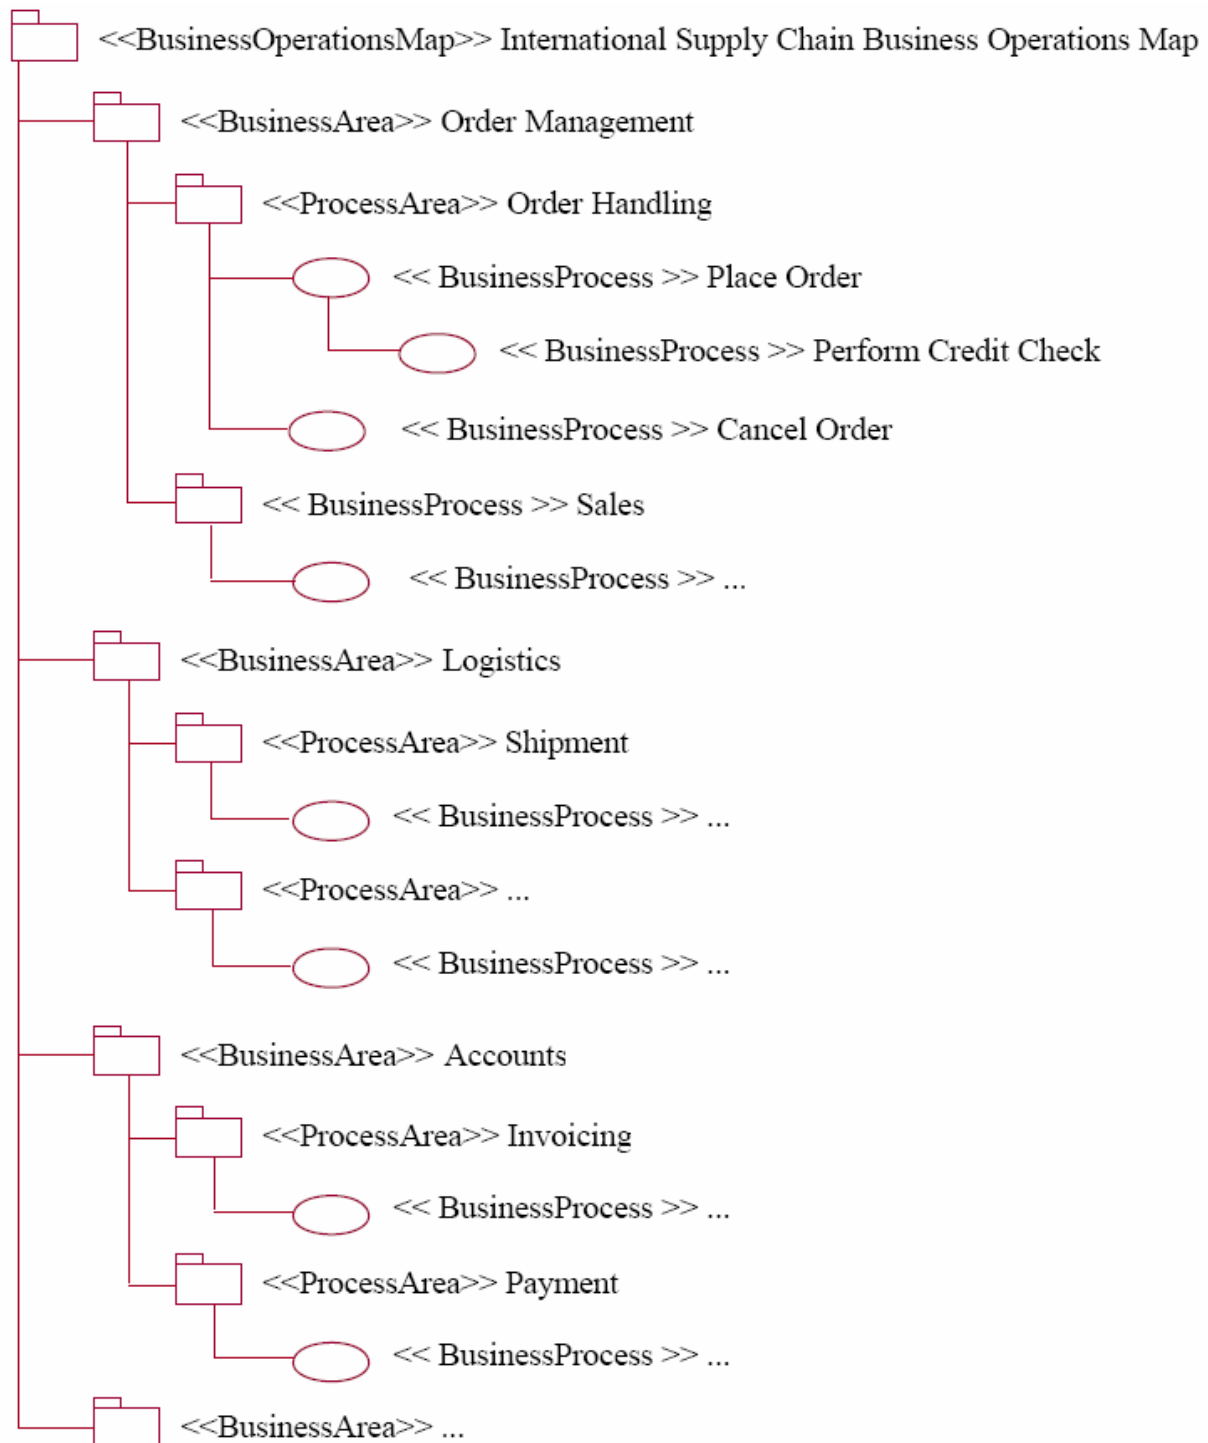 <<BusinessOperationsMap>> International Supply Chain Business Operations Map
<<BusinessArea>> Order Management
<<ProcessArea>> Order Handling
<< BusinessProcess >> Place Order
<< BusinessProcess >> Perform Credit Check
<< BusinessProcess >> Cancel Order
<< BusinessProcess >> Sales
<< BusinessProcess >> ...
<<BusinessArea>> Logistics
<<ProcessArea>> Shipment
<< BusinessProcess >> ...
<<ProcessArea>> ...
<< BusinessProcess >> ...
<<BusinessArea>> Accounts
<<ProcessArea>> Invoicing
<< BusinessProcess >> ...
<<ProcessArea>> Payment
<< BusinessProcess >> ...
<<BusinessArea>> ...